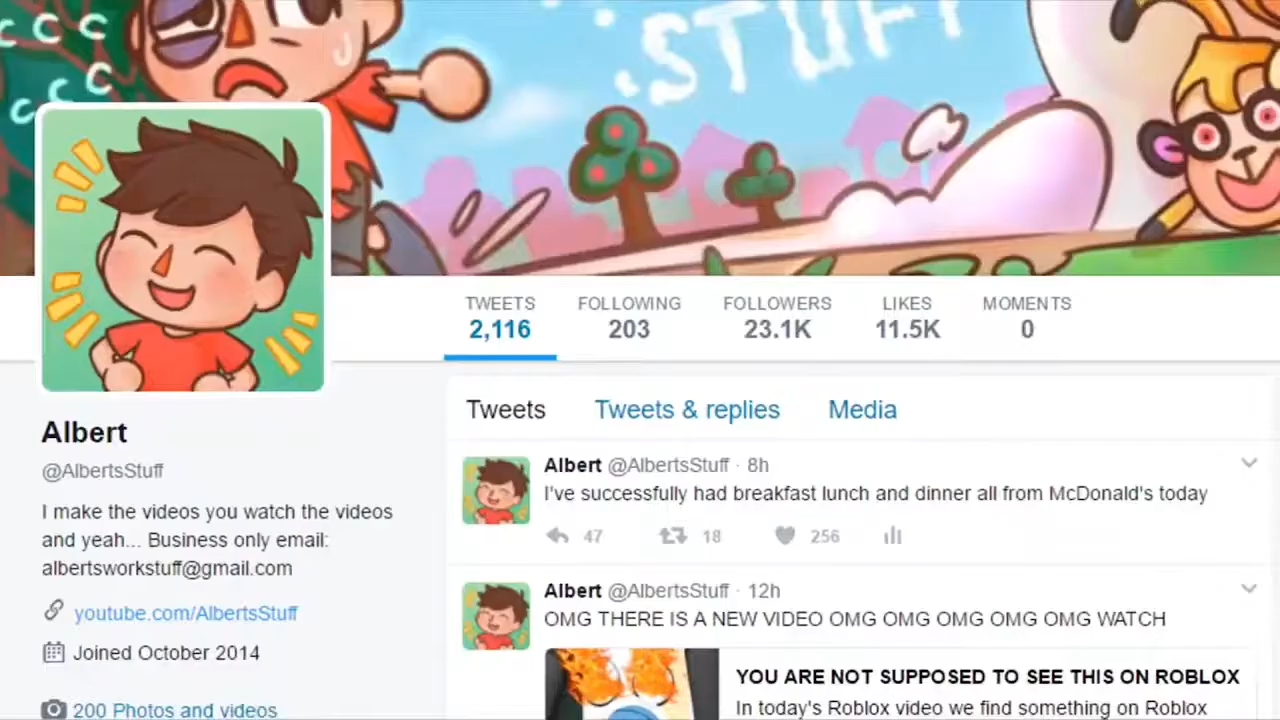 C C C
C
C C C
.STUFF
TWEETS FOLLOWING FOLLOWERS LIKES MOMENTS
2,116 203 23.1K 11.5K 0
Tweets Tweets & replies Media
Albert
@AlbertsStuff
I make the videos you watch the videos
and yeah... Business only email:
albertsworkstuff@gmail.com
youtube.com/AlbertsStuff
Joined October 2014
200 Photos and videos
Albert @AlbertsStuff · 8h
I've successfully had breakfast lunch and dinner all from McDonald's today
47 18 256
Albert @AlbertsStuff · 12h
OMG THERE IS A NEW VIDEO OMG OMG OMG OMG OMG WATCH
YOU ARE NOT SUPPOSED TO SEE THIS ON ROBLOX
In today's Roblox video we find something on Roblox